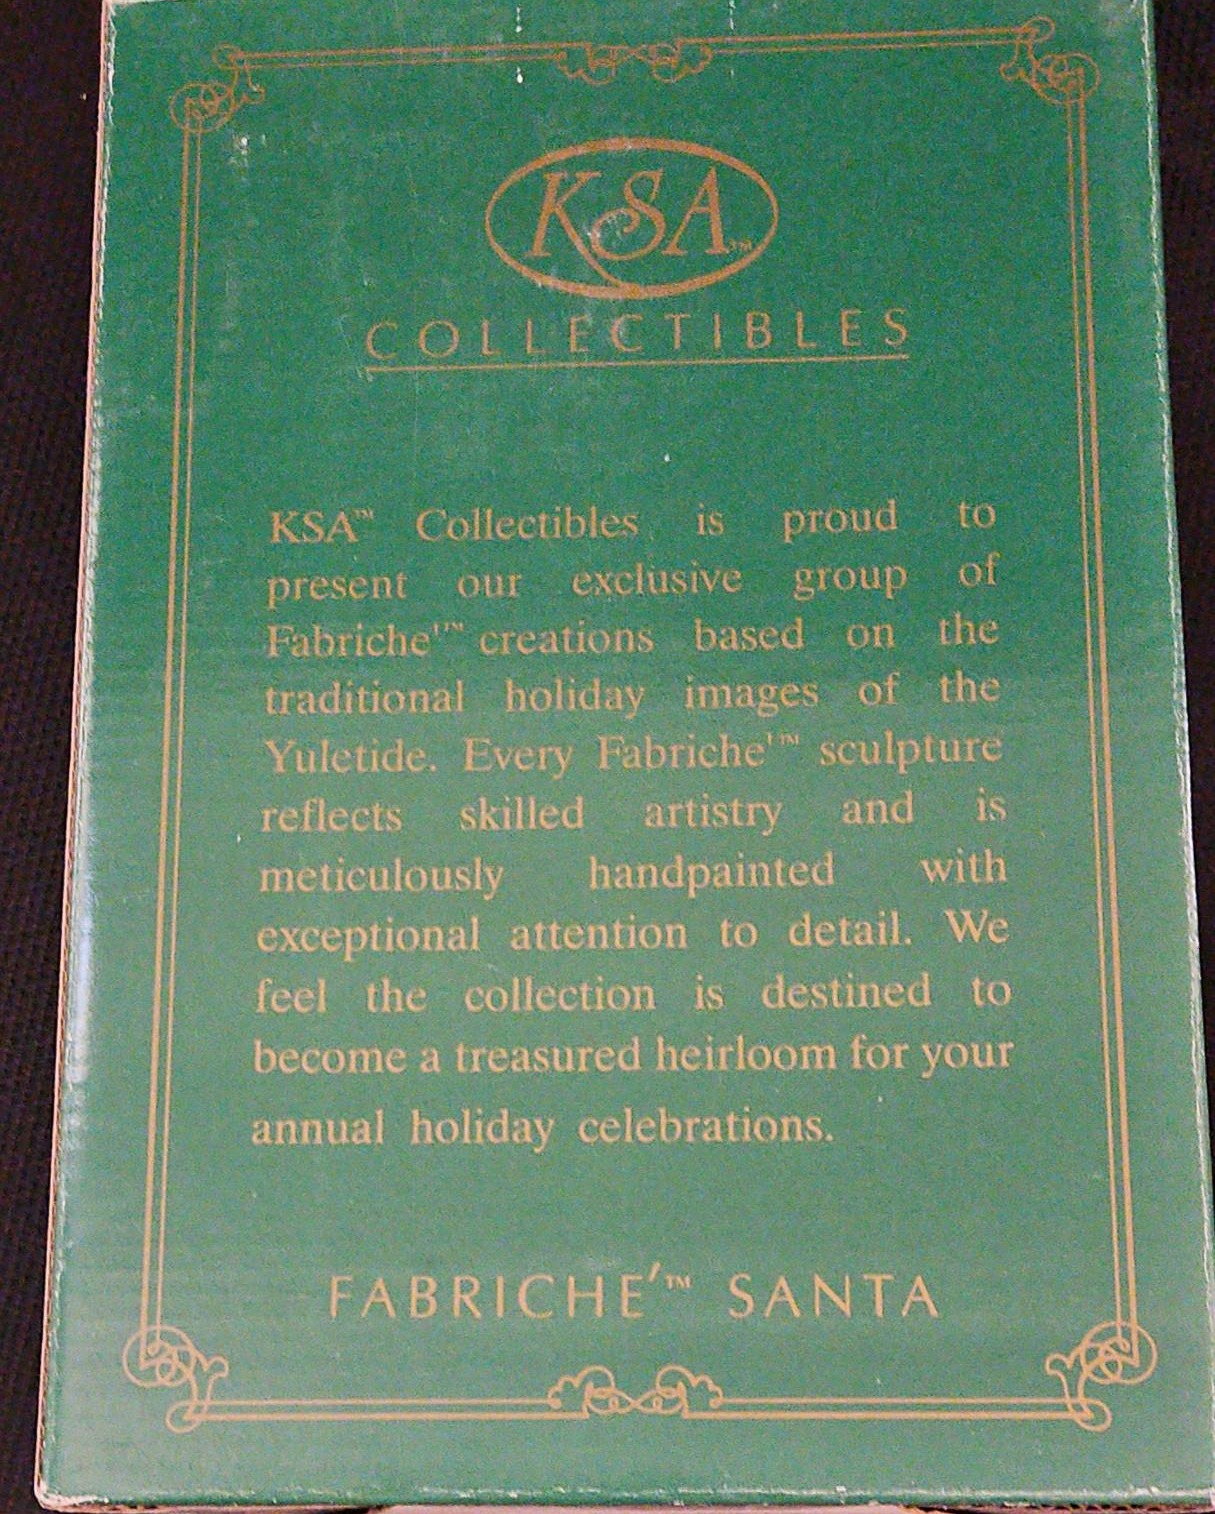 KSA™
COLLECTIBLES
KSA™ Collectibles is proud to
present our exclusive group of
Fabriche'™ creations based on the
traditional holiday images of the
Yuletide. Every Fabriche'™ sculpture
reflects skilled artistry and is
meticulously handpainted with
exceptional attention to detail. We
feel the collection is destined to
become a treasured heirloom for your
annual holiday celebrations.
FABRICHE'™ SANTA